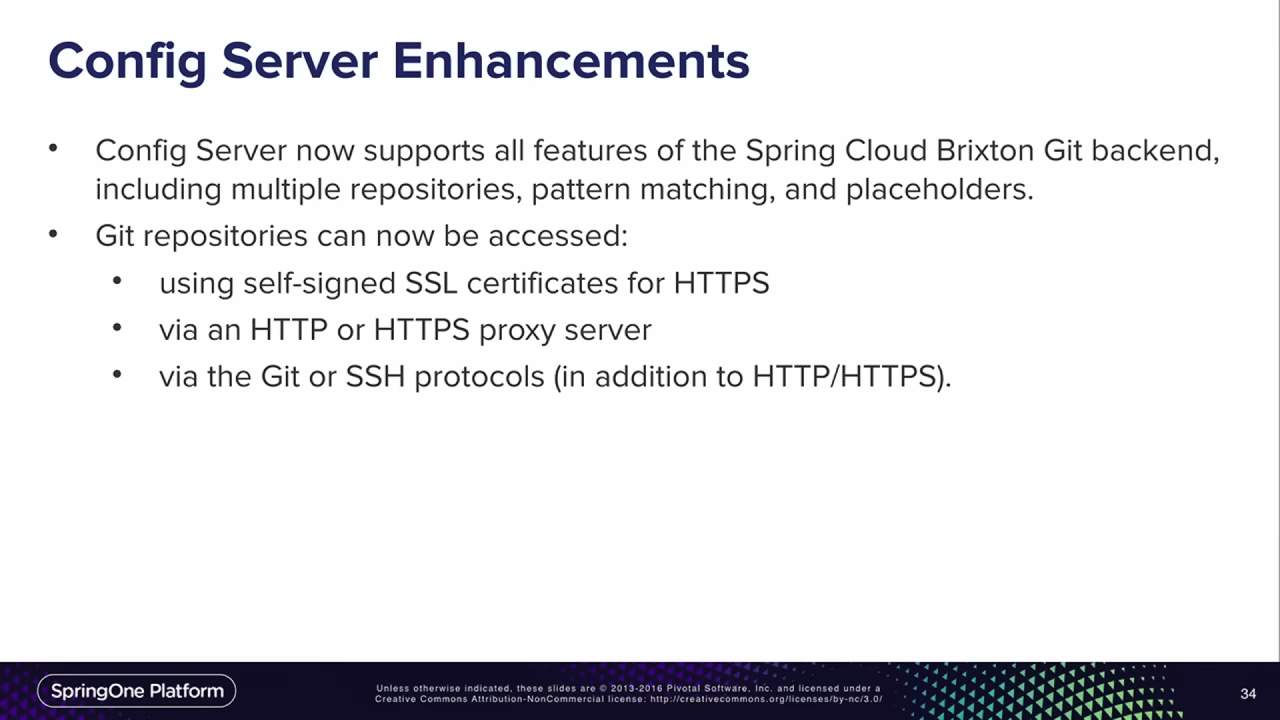 Config Server Enhancements
• Config Server now supports all features of the Spring Cloud Brixton Git backend,
including multiple repositories, pattern matching, and placeholders.
• Git repositories can now be accessed:
• using self-signed SSL certificates for HTTPS
• via an HTTP or HTTPS proxy server
• via the Git or SSH protocols (in addition to HTTP/HTTPS).
SpringOne Platform
Unless otherwise indicated, these slides are © 2013-2016 Pivotal Software, Inc. and licensed under a
Creative Commons Attribution-NonCommercial license: http://creativecommons.org/licenses/by-nc/3.0/
34